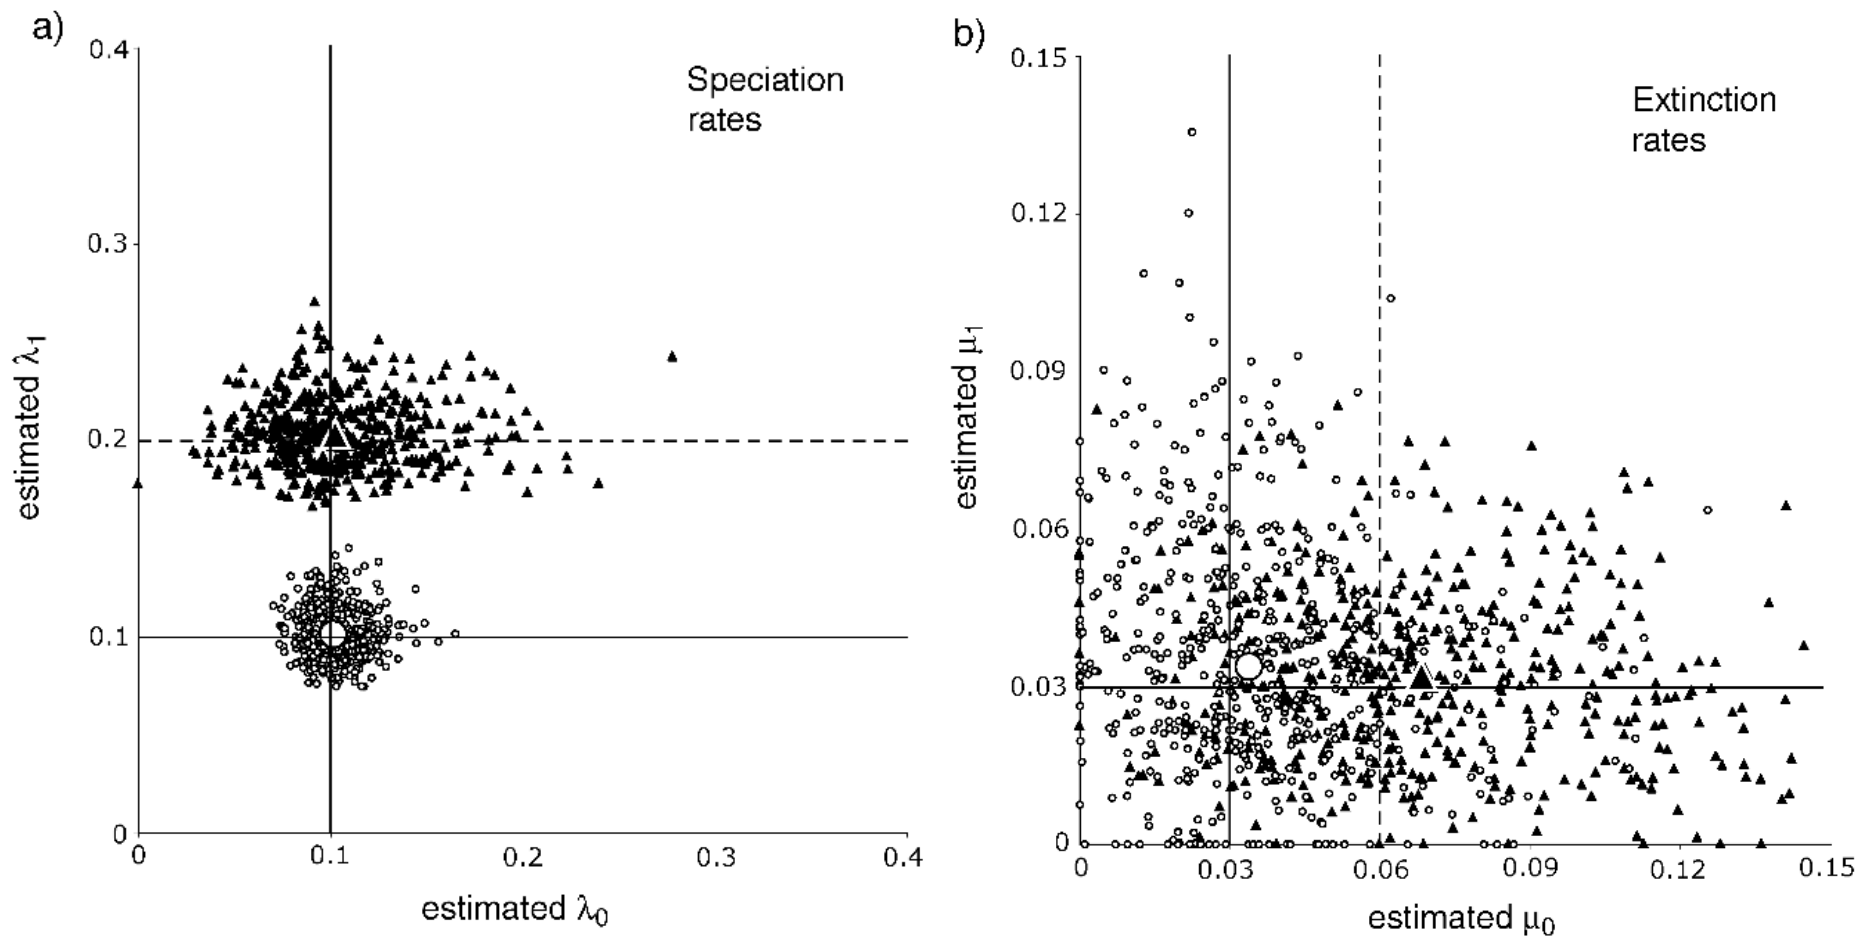 a)
Speciation
rates
0.4
0.3
0.2
0.1
0
0
0.1
0.2
0.3
0.4
estimated λ1
estimated λ0
b)
Extinction
rates
0.15
0.12
0.09
0.06
0.03
0
0
0.03
0.06
0.09
0.12
0.15
estimated μ1
estimated μ0